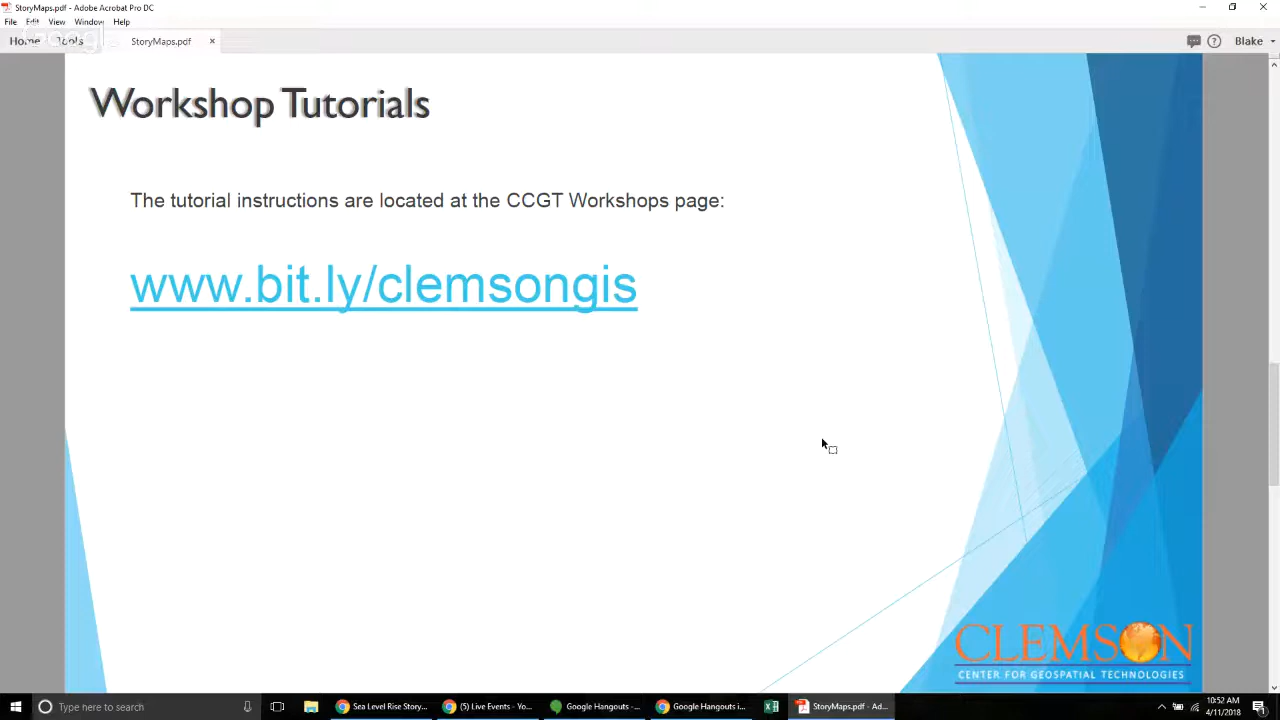 StoryMaps.pdf - Adobe Acrobat Pro DC
File Edit View Window Help
Home Tools StoryMaps.pdf Blake
Workshop Tutorials
The tutorial instructions are located at the CCGT Workshops page:
www.bit.ly/clemsongis
CLEMSON
CENTER FOR GEOSPATIAL TECHNOLOGIES
Type here to search
Sea Level Rise Story...
(5) Live Events - Yo...
Google Hangouts -...
Google Hangouts i...
StoryMaps.pdf - Ad...
10:52 AM
4/11/2018